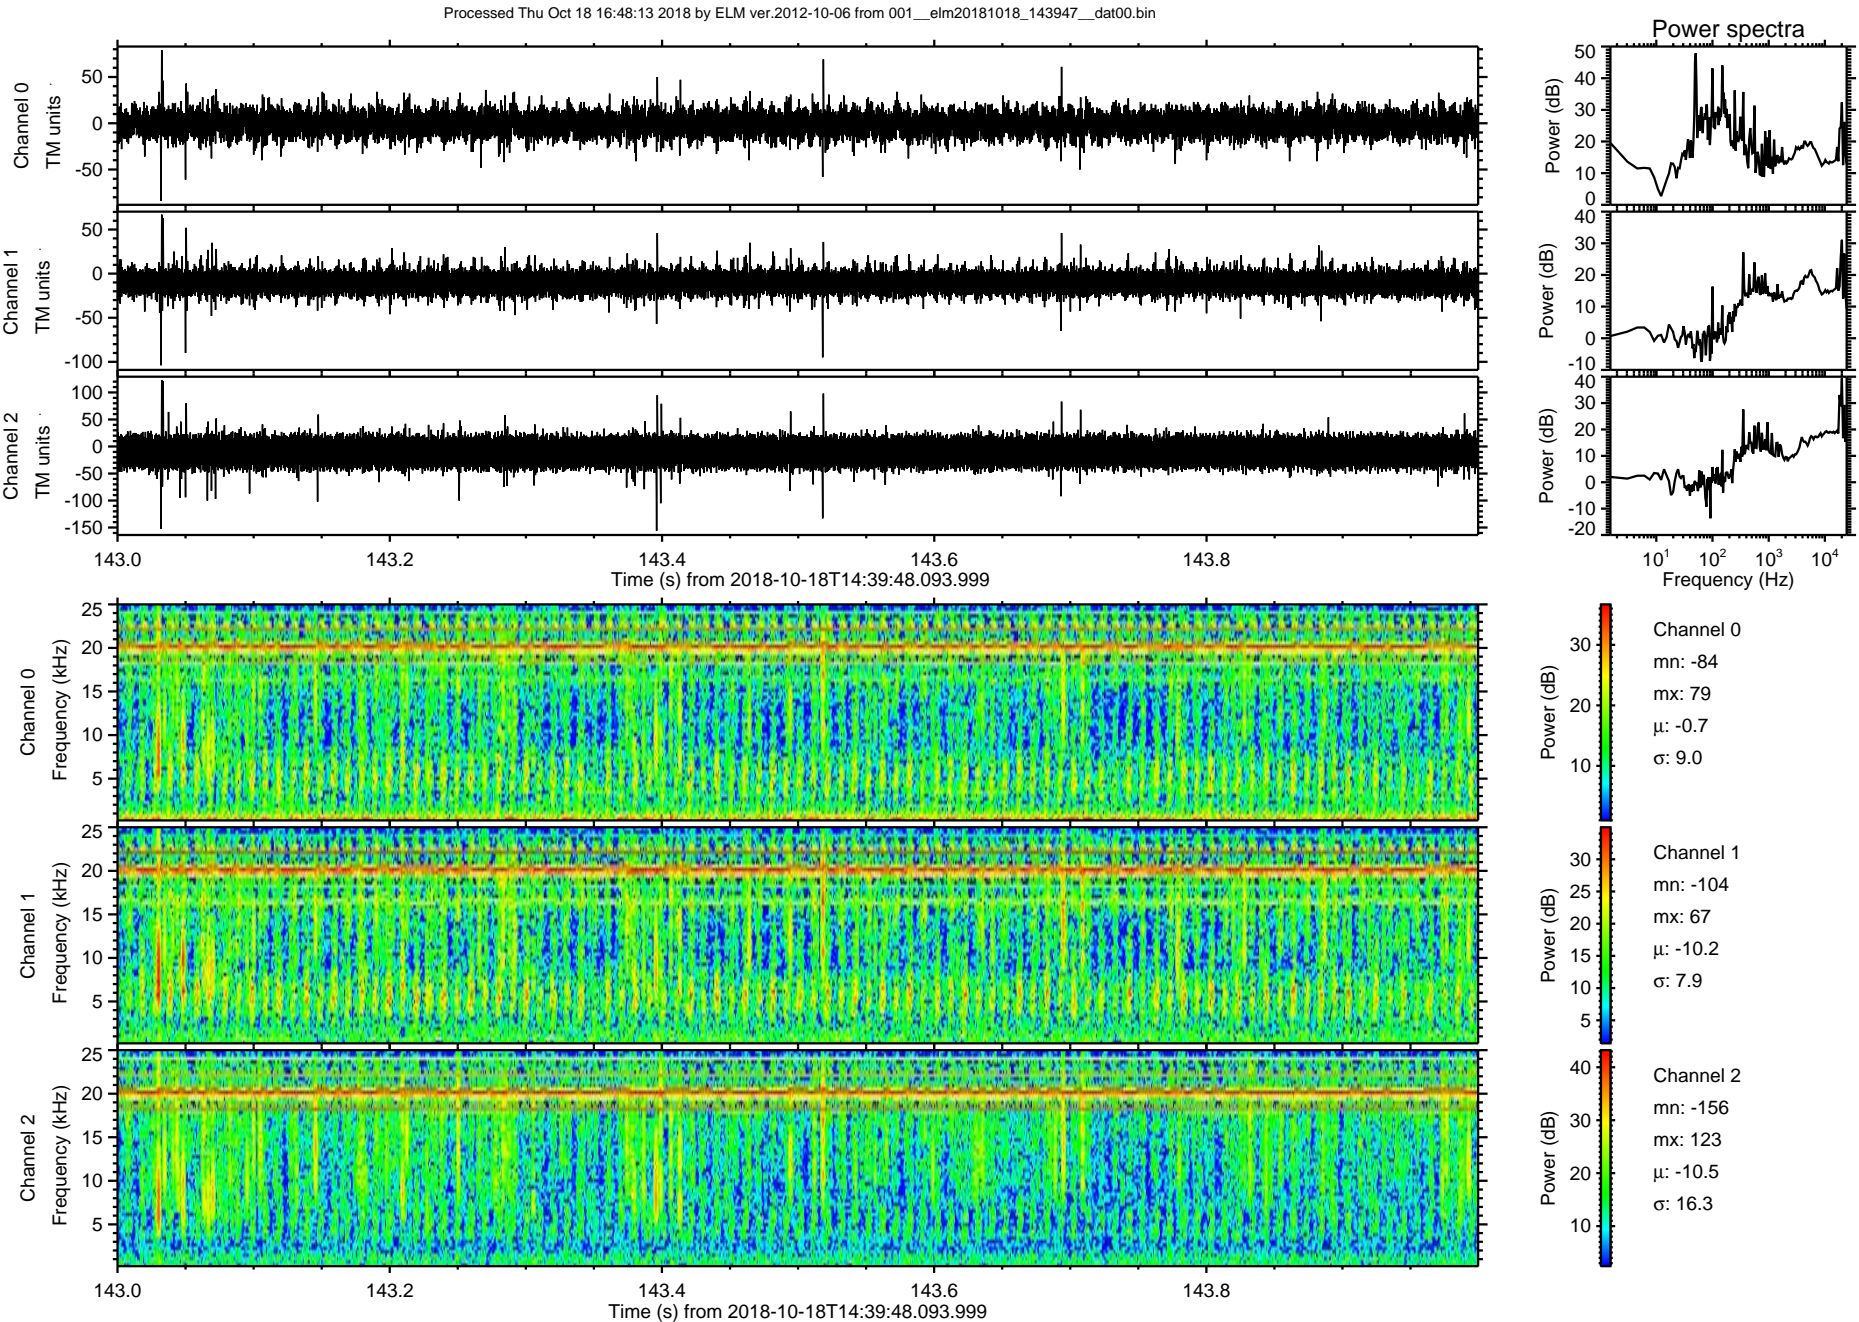 Processed Thu Oct 18 16:48:13 2018 by ELM ver.2012-10-06 from 001__elm20181018_143947__dat00.bin
Power spectra
Channel 0
TM units
50
0
-50
Power (dB)
50
40
30
20
10
0
Channel 1
TM units
50
0
-50
-100
Power (dB)
40
30
20
10
0
-10
Channel 2
TM units
100
50
0
-50
-100
-150
Power (dB)
40
30
20
10
0
-10
-20
143.0 143.2 143.4 143.6 143.8
Time (s) from 2018-10-18T14:39:48.093.999
10^1 10^2 10^3 10^4
Frequency (Hz)
Channel 0
Frequency (kHz)
25
20
15
10
5
Power (dB)
30
20
10
Channel 0
mn: -84
mx: 79
μ: -0.7
σ: 9.0
Channel 1
Frequency (kHz)
25
20
15
10
5
Power (dB)
30
25
20
15
10
5
Channel 1
mn: -104
mx: 67
μ: -10.2
σ: 7.9
Channel 2
Frequency (kHz)
25
20
15
10
5
Power (dB)
40
30
20
10
Channel 2
mn: -156
mx: 123
μ: -10.5
σ: 16.3
143.0 143.2 143.4 143.6 143.8
Time (s) from 2018-10-18T14:39:48.093.999